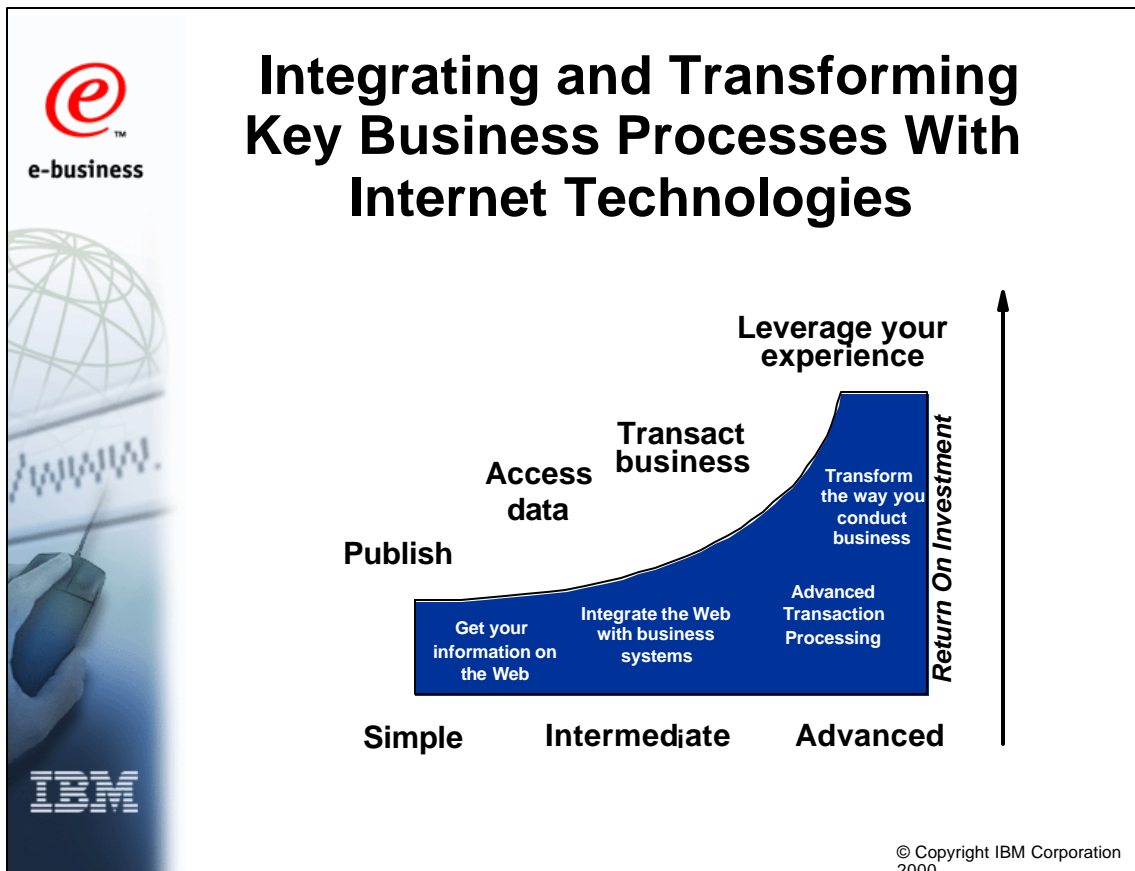 e
TM
e-business
Integrating and Transforming
Key Business Processes With
Internet Technologies
Leverage your
experience
Transact
business
Access
data
Publish
Transform
the way you
conduct
business
Advanced
Transaction
Processing
Integrate the Web
with business
systems
Get your
information on
the Web
Return On Investment
Simple
Intermediate
Advanced
/WWW.
IBM
© Copyright IBM Corporation
2000